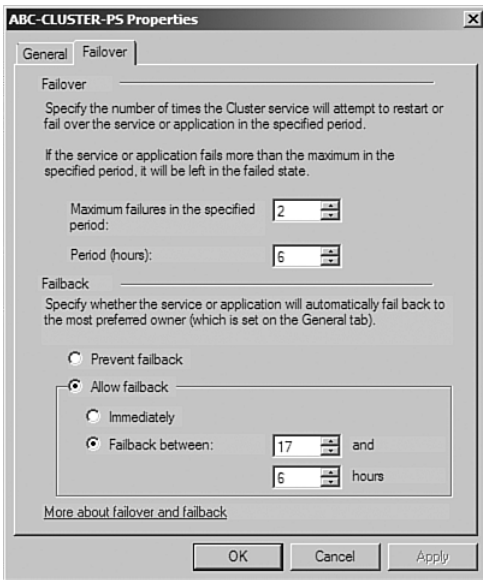 ABC-CLUSTER-PS Properties
General
Failover
Failover
Specify the number of times the Cluster service will attempt to restart or
fail over the service or application in the specified period.
If the service or application fails more than the maximum in the
specified period, it will be left in the failed state.
Maximum failures in the specified
period:
2
Period (hours):
6
Failback
Specify whether the service or application will automatically fail back to
the most preferred owner (which is set on the General tab).
Prevent failback
Allow failback
Immediately
Failback between:
17
and
6
hours
More about failover and failback
OK
Cancel
Apply